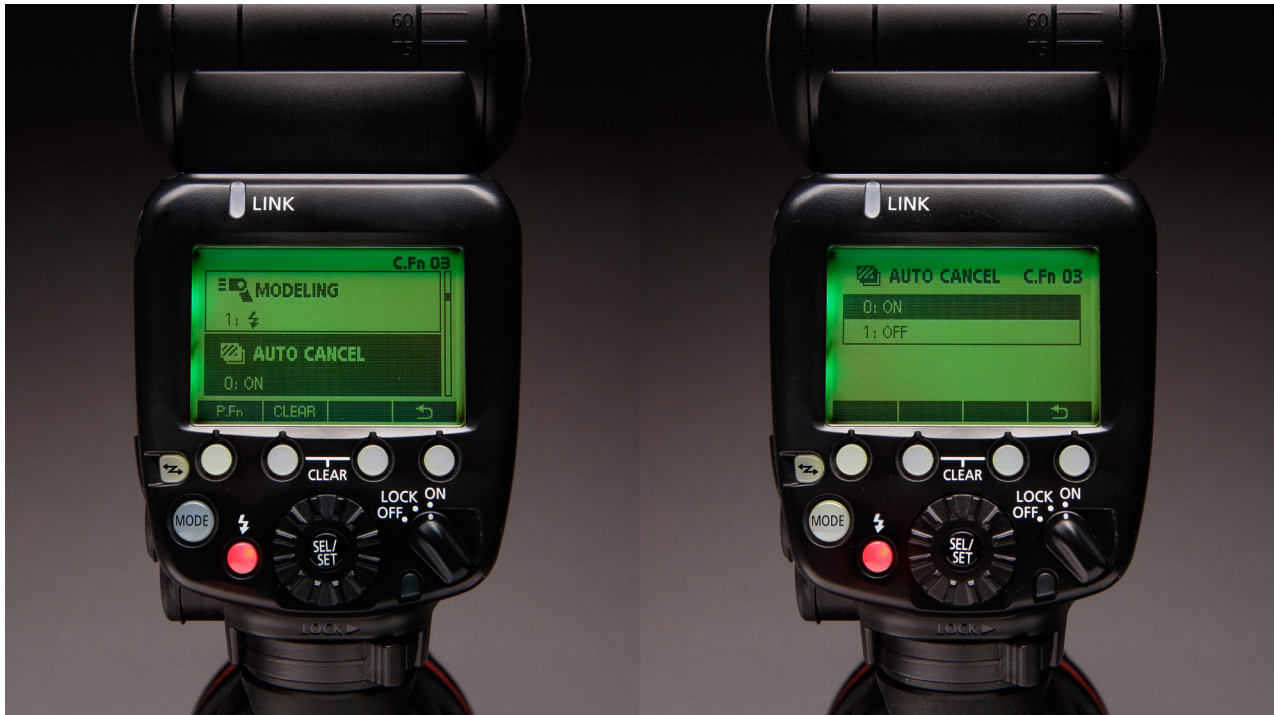 60
75
LINK
C.Fn 03
MODELING
1:
AUTO CANCEL
0: ON
P.Fn CLEAR
CLEAR
LOCK ON
OFF
MODE
SEL/
SET
LOCK
60
75
LINK
AUTO CANCEL C.Fn 03
0: ON
1: OFF
CLEAR
LOCK ON
OFF
MODE
SEL/
SET
LOCK